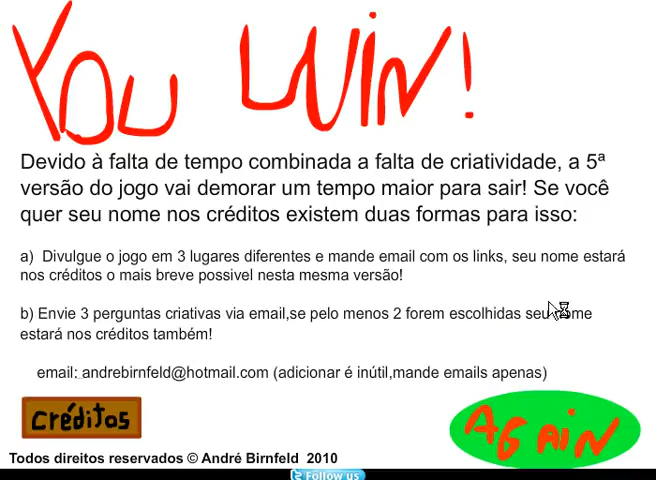 You WIN!
Devido à falta de tempo combinada a falta de criatividade, a 5ª
versão do jogo vai demorar um tempo maior para sair! Se você
quer seu nome nos créditos existem duas formas para isso:
a) Divulgue o jogo em 3 lugares diferentes e mande email com os links, seu nome estará
nos créditos o mais breve possivel nesta mesma versão!
b) Envie 3 perguntas criativas via email,se pelo menos 2 forem escolhidas seu nome
estará nos créditos também!
email: andrebirnfeld@hotmail.com (adicionar é inútil,mande emails apenas)
Créditos
AGAIN
Todos direitos reservados © André Birnfeld 2010
Follow us